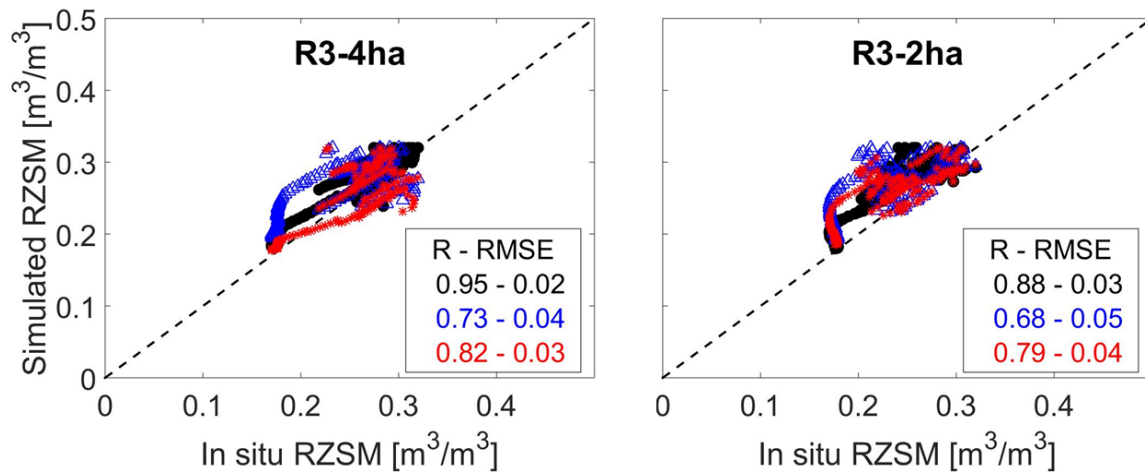 R3-4ha
Simulated RZSM [m³/m³]
0.5
0.4
0.3
0.2
0.1
0
R - RMSE
0.95 - 0.02
0.73 - 0.04
0.82 - 0.03
0 0.1 0.2 0.3 0.4
In situ RZSM [m³/m³]
R3-2ha
R - RMSE
0.88 - 0.03
0.68 - 0.05
0.79 - 0.04
0 0.1 0.2 0.3 0.4
In situ RZSM [m³/m³]